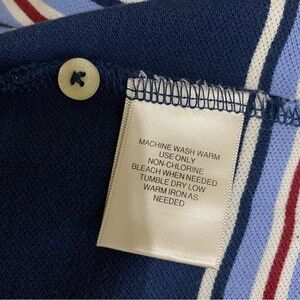 MACHINE WASH WARM
USE ONLY
NON-CHLORINE
BLEACH WHEN NEEDED
TUMBLE DRY LOW
WARM IRON AS
NEEDED